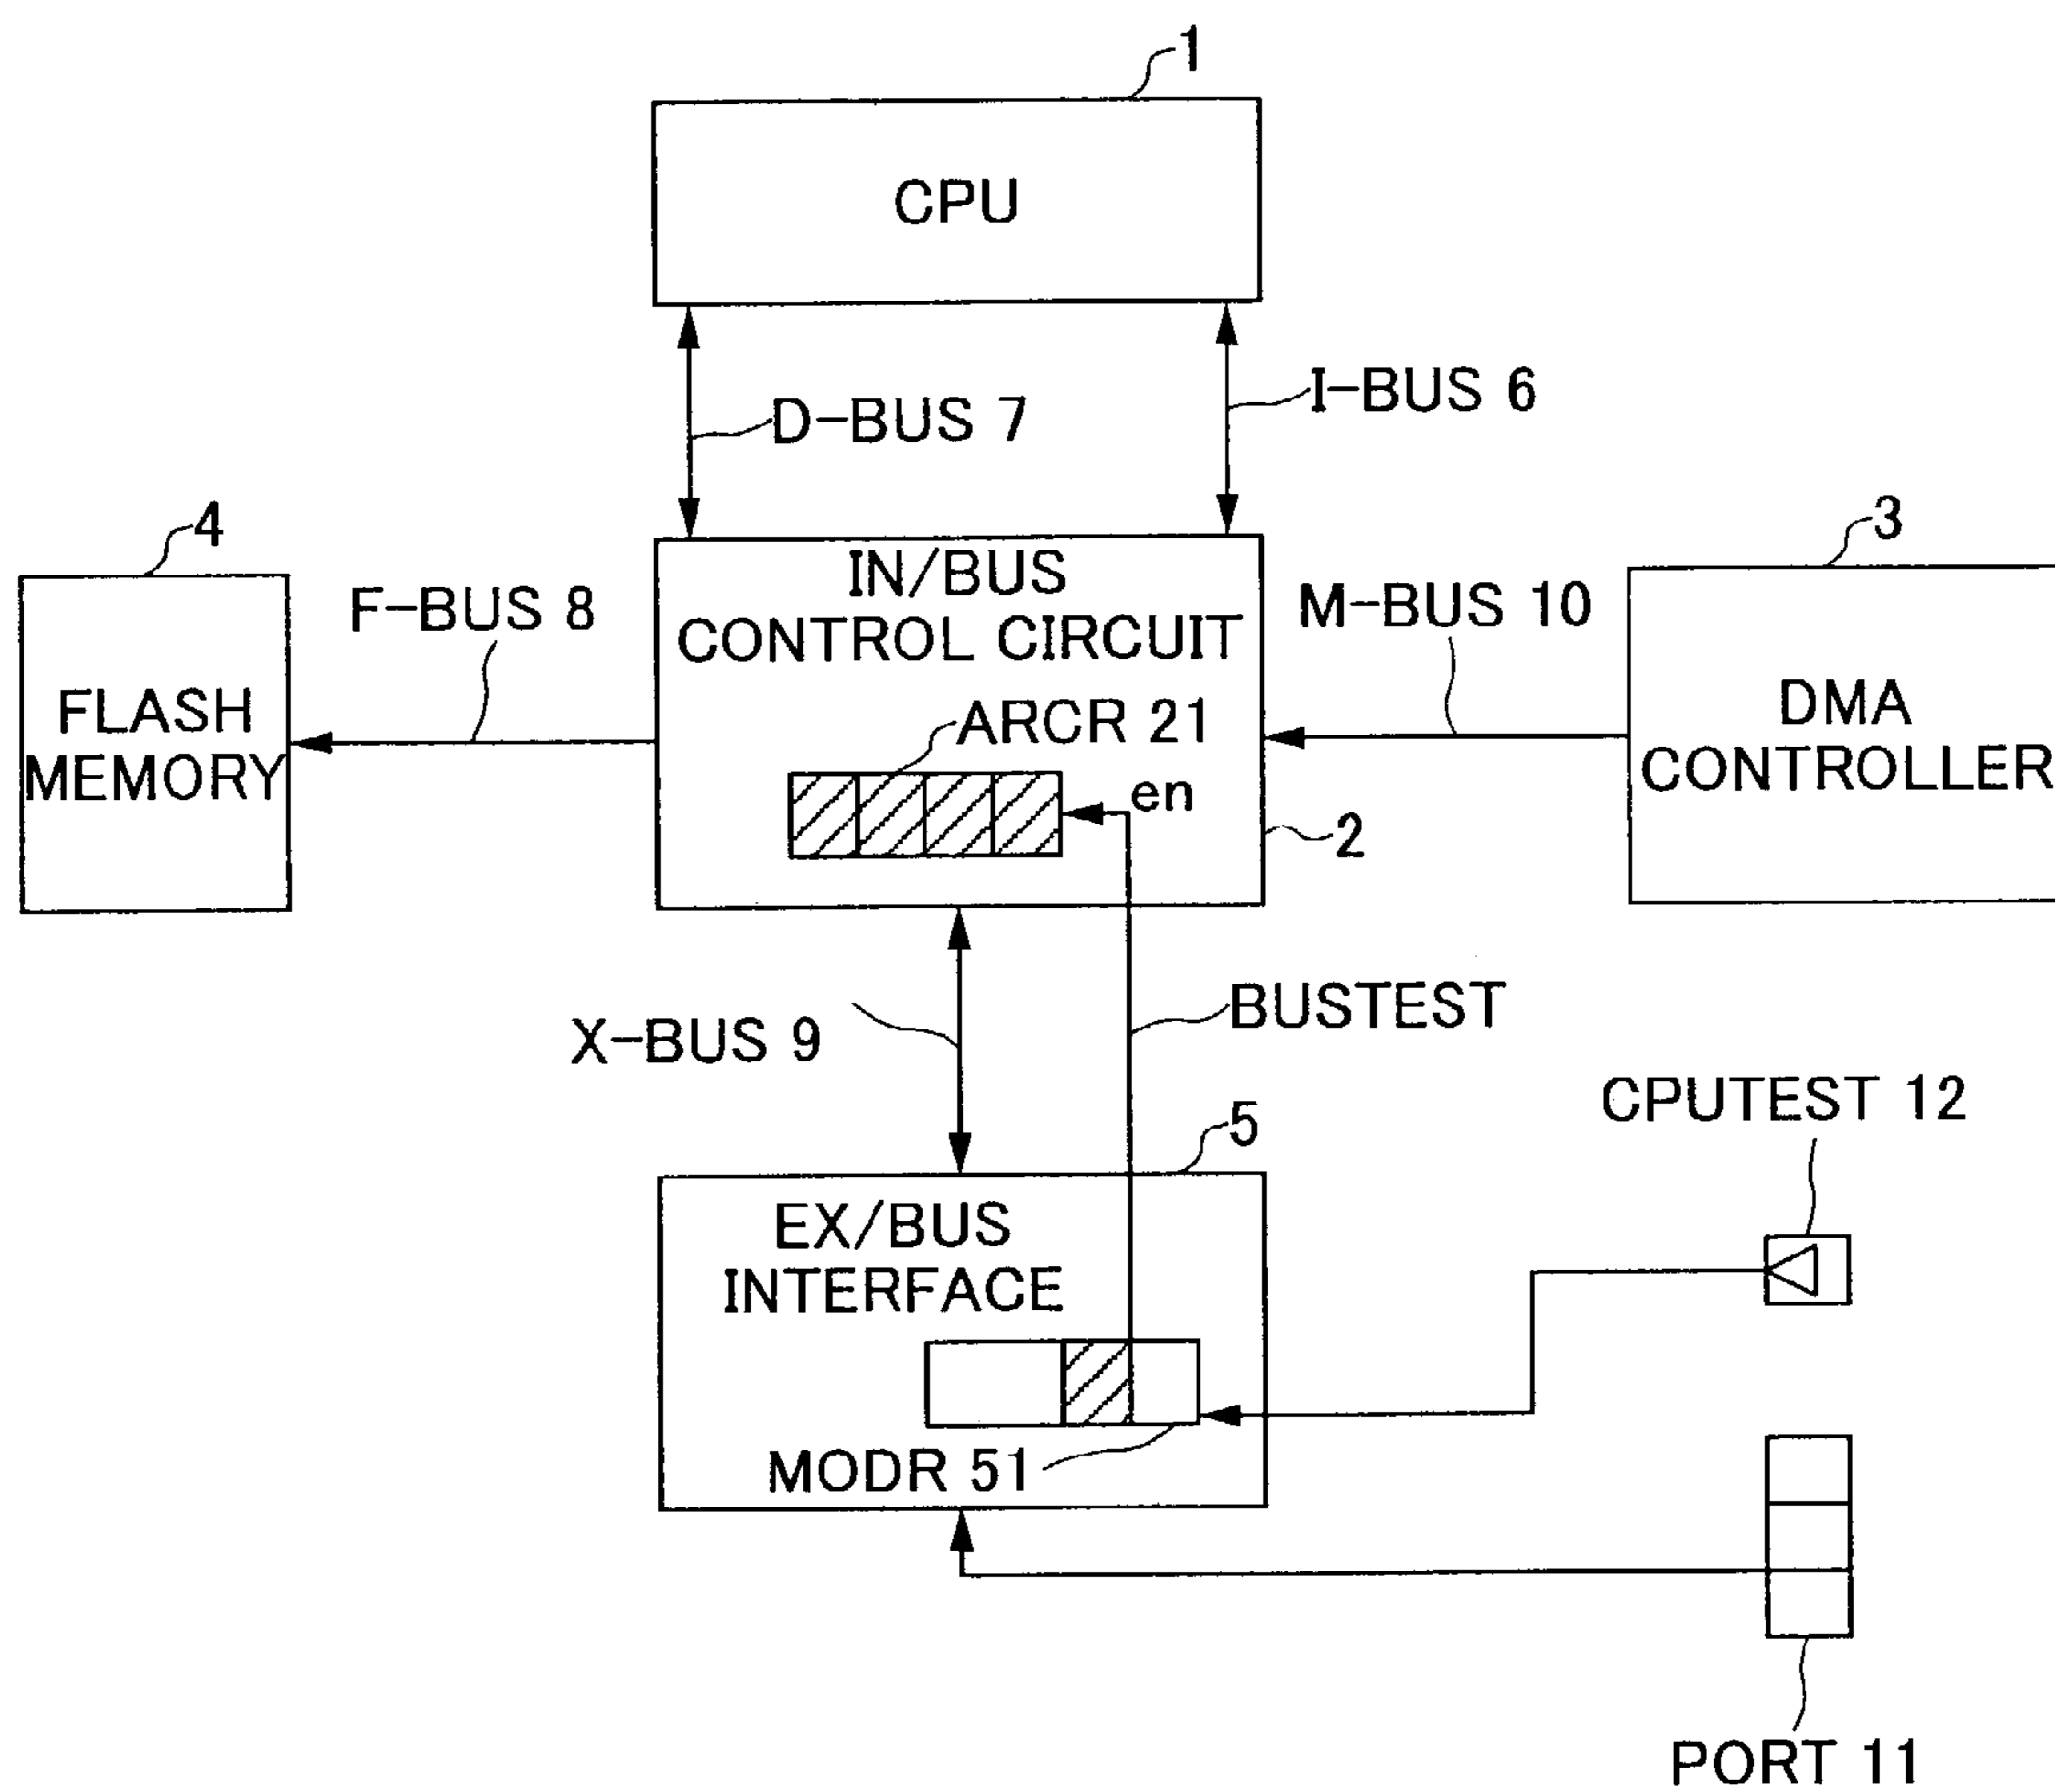 1
CPU
D-BUS 7
I-BUS 6
4
3
F-BUS 8
IN/BUS
CONTROL CIRCUIT
M-BUS 10
FLASH
MEMORY
ARCR 21
en
DMA
CONTROLLER
2
X-BUS 9
BUSTEST
CPUTEST 12
5
EX/BUS
INTERFACE
MODR 51
PORT 11